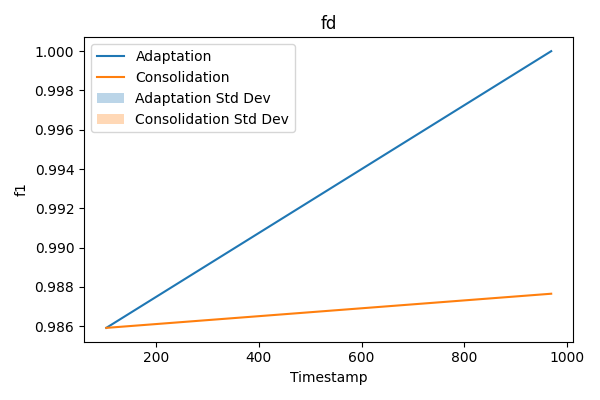 fd
Adaptation
Consolidation
Adaptation Std Dev
Consolidation Std Dev
1.000
0.998
0.996
0.994
0.992
0.990
0.988
0.986
f1
200 400 600 800 1000
Timestamp